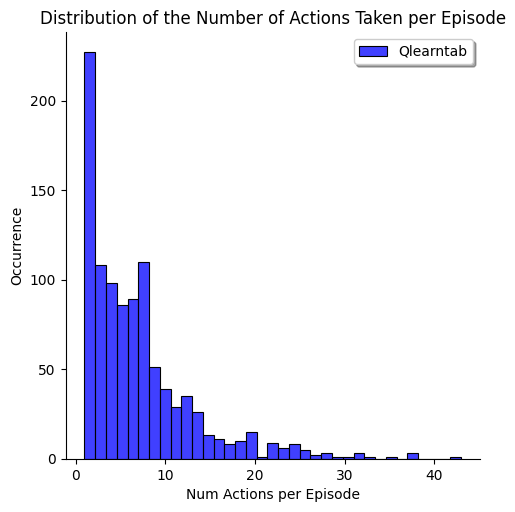 Distribution of the Number of Actions Taken per Episode
Qlearntab
Occurrence
200
150
100
50
0
0 10 20 30 40
Num Actions per Episode